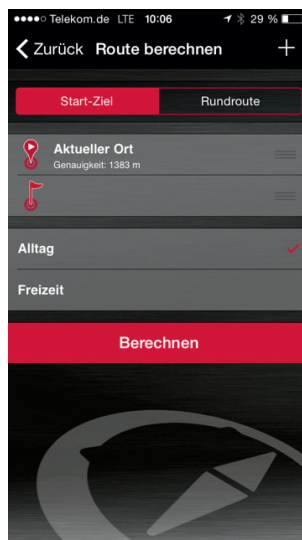 Telekom.de LTE 10:06 29 %
Zurück Route berechnen +
Start-Ziel Rundroute
Aktueller Ort
Genauigkeit: 1383 m
Alltag
Freizeit
Berechnen